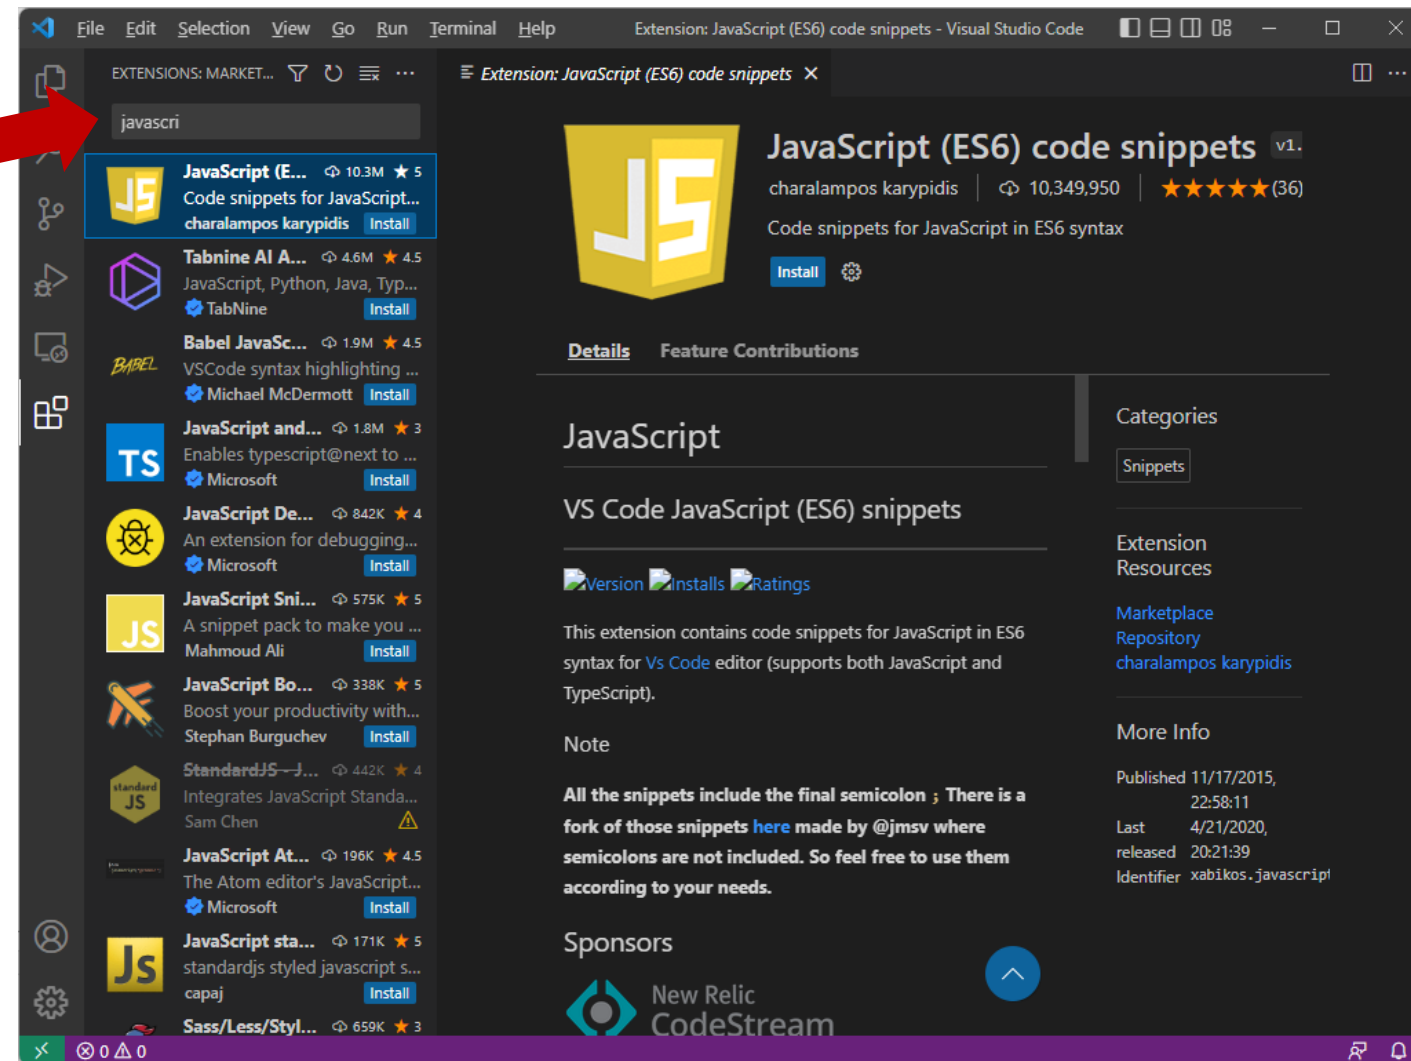 File Edit Selection View Go Run Terminal Help Extension: JavaScript (ES6) code snippets - Visual Studio Code
EXTENSIONS: MARKET...
javascri
JavaScript (E... 10.3M ★ 5
Code snippets for JavaScript...
charalampos karypidis Install
Tabnine AI A... 4.6M ★ 4.5
JavaScript, Python, Java, Typ...
TabNine Install
BABEL
Babel JavaSc... 1.9M ★ 4.5
VSCode syntax highlighting ...
Michael McDermott Install
TS
JavaScript and... 1.8M ★ 3
Enables typescript@next to ...
Microsoft Install
JavaScript De... 842K ★ 4
An extension for debugging...
Microsoft Install
JS
JavaScript Sni... 575K ★ 5
A snippet pack to make you ...
Mahmoud Ali Install
JavaScript Bo... 338K ★ 5
Boost your productivity with...
Stephan Burguchev Install
standard
JS
StandardJS - J... 442K ★ 4
Integrates JavaScript Standa...
Sam Chen
JavaScript At... 196K ★ 4.5
The Atom editor's JavaScript...
Microsoft Install
Js
JavaScript sta... 171K ★ 5
standardjs styled javascript s...
capaj Install
Sass/Less/Styl... 659K ★ 3
0 0
Extension: JavaScript (ES6) code snippets
JS
JavaScript (ES6) code snippets v1.
charalampos karypidis 10,349,950 ★★★★★(36)
Code snippets for JavaScript in ES6 syntax
Install
Details Feature Contributions
JavaScript
VS Code JavaScript (ES6) snippets
Version Installs Ratings
This extension contains code snippets for JavaScript in ES6
syntax for Vs Code editor (supports both JavaScript and
TypeScript).
Note
All the snippets include the final semicolon ; There is a
fork of those snippets here made by @jmsv where
semicolons are not included. So feel free to use them
according to your needs.
Sponsors
New Relic
CodeStream
Categories
Snippets
Extension
Resources
Marketplace
Repository
charalampos karypidis
More Info
Published 11/17/2015,
22:58:11
Last 4/21/2020,
released 20:21:39
Identifier xabikos.javascript